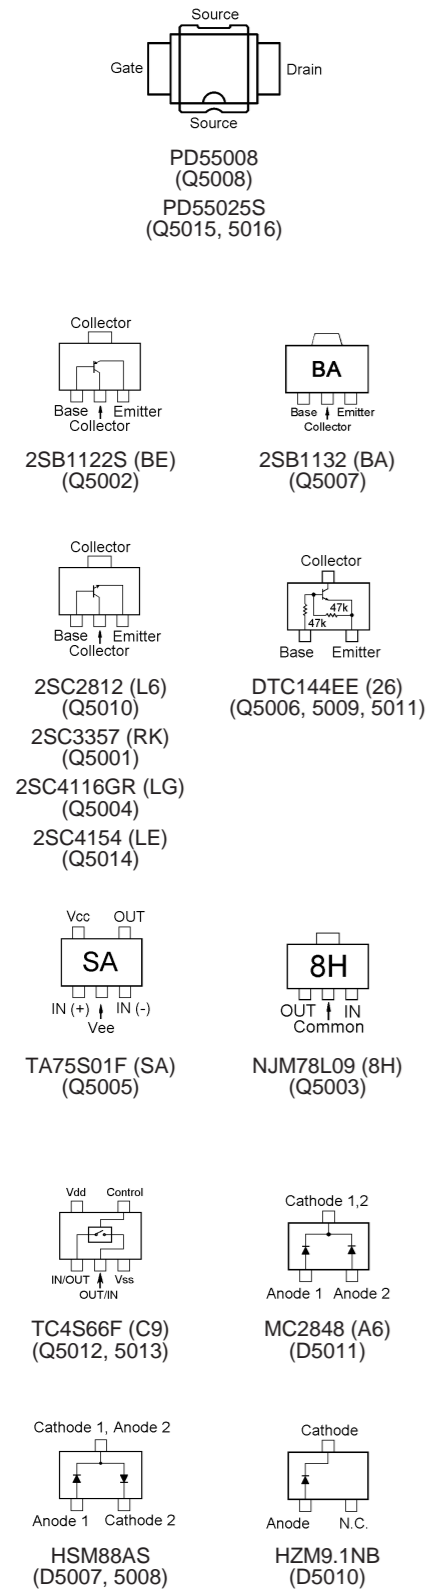 Source
Gate
Drain
Source
PD55008
(Q5008)
PD55025S
(Q5015, 5016)
Collector
Base Emitter
Collector
2SB1122S (BE)
(Q5002)
BA
Base Emitter
Collector
2SB1132 (BA)
(Q5007)
Collector
Base Emitter
Collector
2SC2812 (L6)
(Q5010)
2SC3357 (RK)
(Q5001)
2SC4116GR (LG)
(Q5004)
2SC4154 (LE)
(Q5014)
Collector
47k
47k
Base Emitter
DTC144EE (26)
(Q5006, 5009, 5011)
Vcc OUT
SA
IN (+) IN (-)
Vee
TA75S01F (SA)
(Q5005)
8H
OUT IN
Common
NJM78L09 (8H)
(Q5003)
Vdd Control
IN/OUT Vss
OUT/IN
TC4S66F (C9)
(Q5012, 5013)
Cathode 1,2
Anode 1 Anode 2
MC2848 (A6)
(D5011)
Cathode 1, Anode 2
Anode 1 Cathode 2
HSM88AS
(D5007, 5008)
Cathode
Anode N.C.
HZM9.1NB
(D5010)